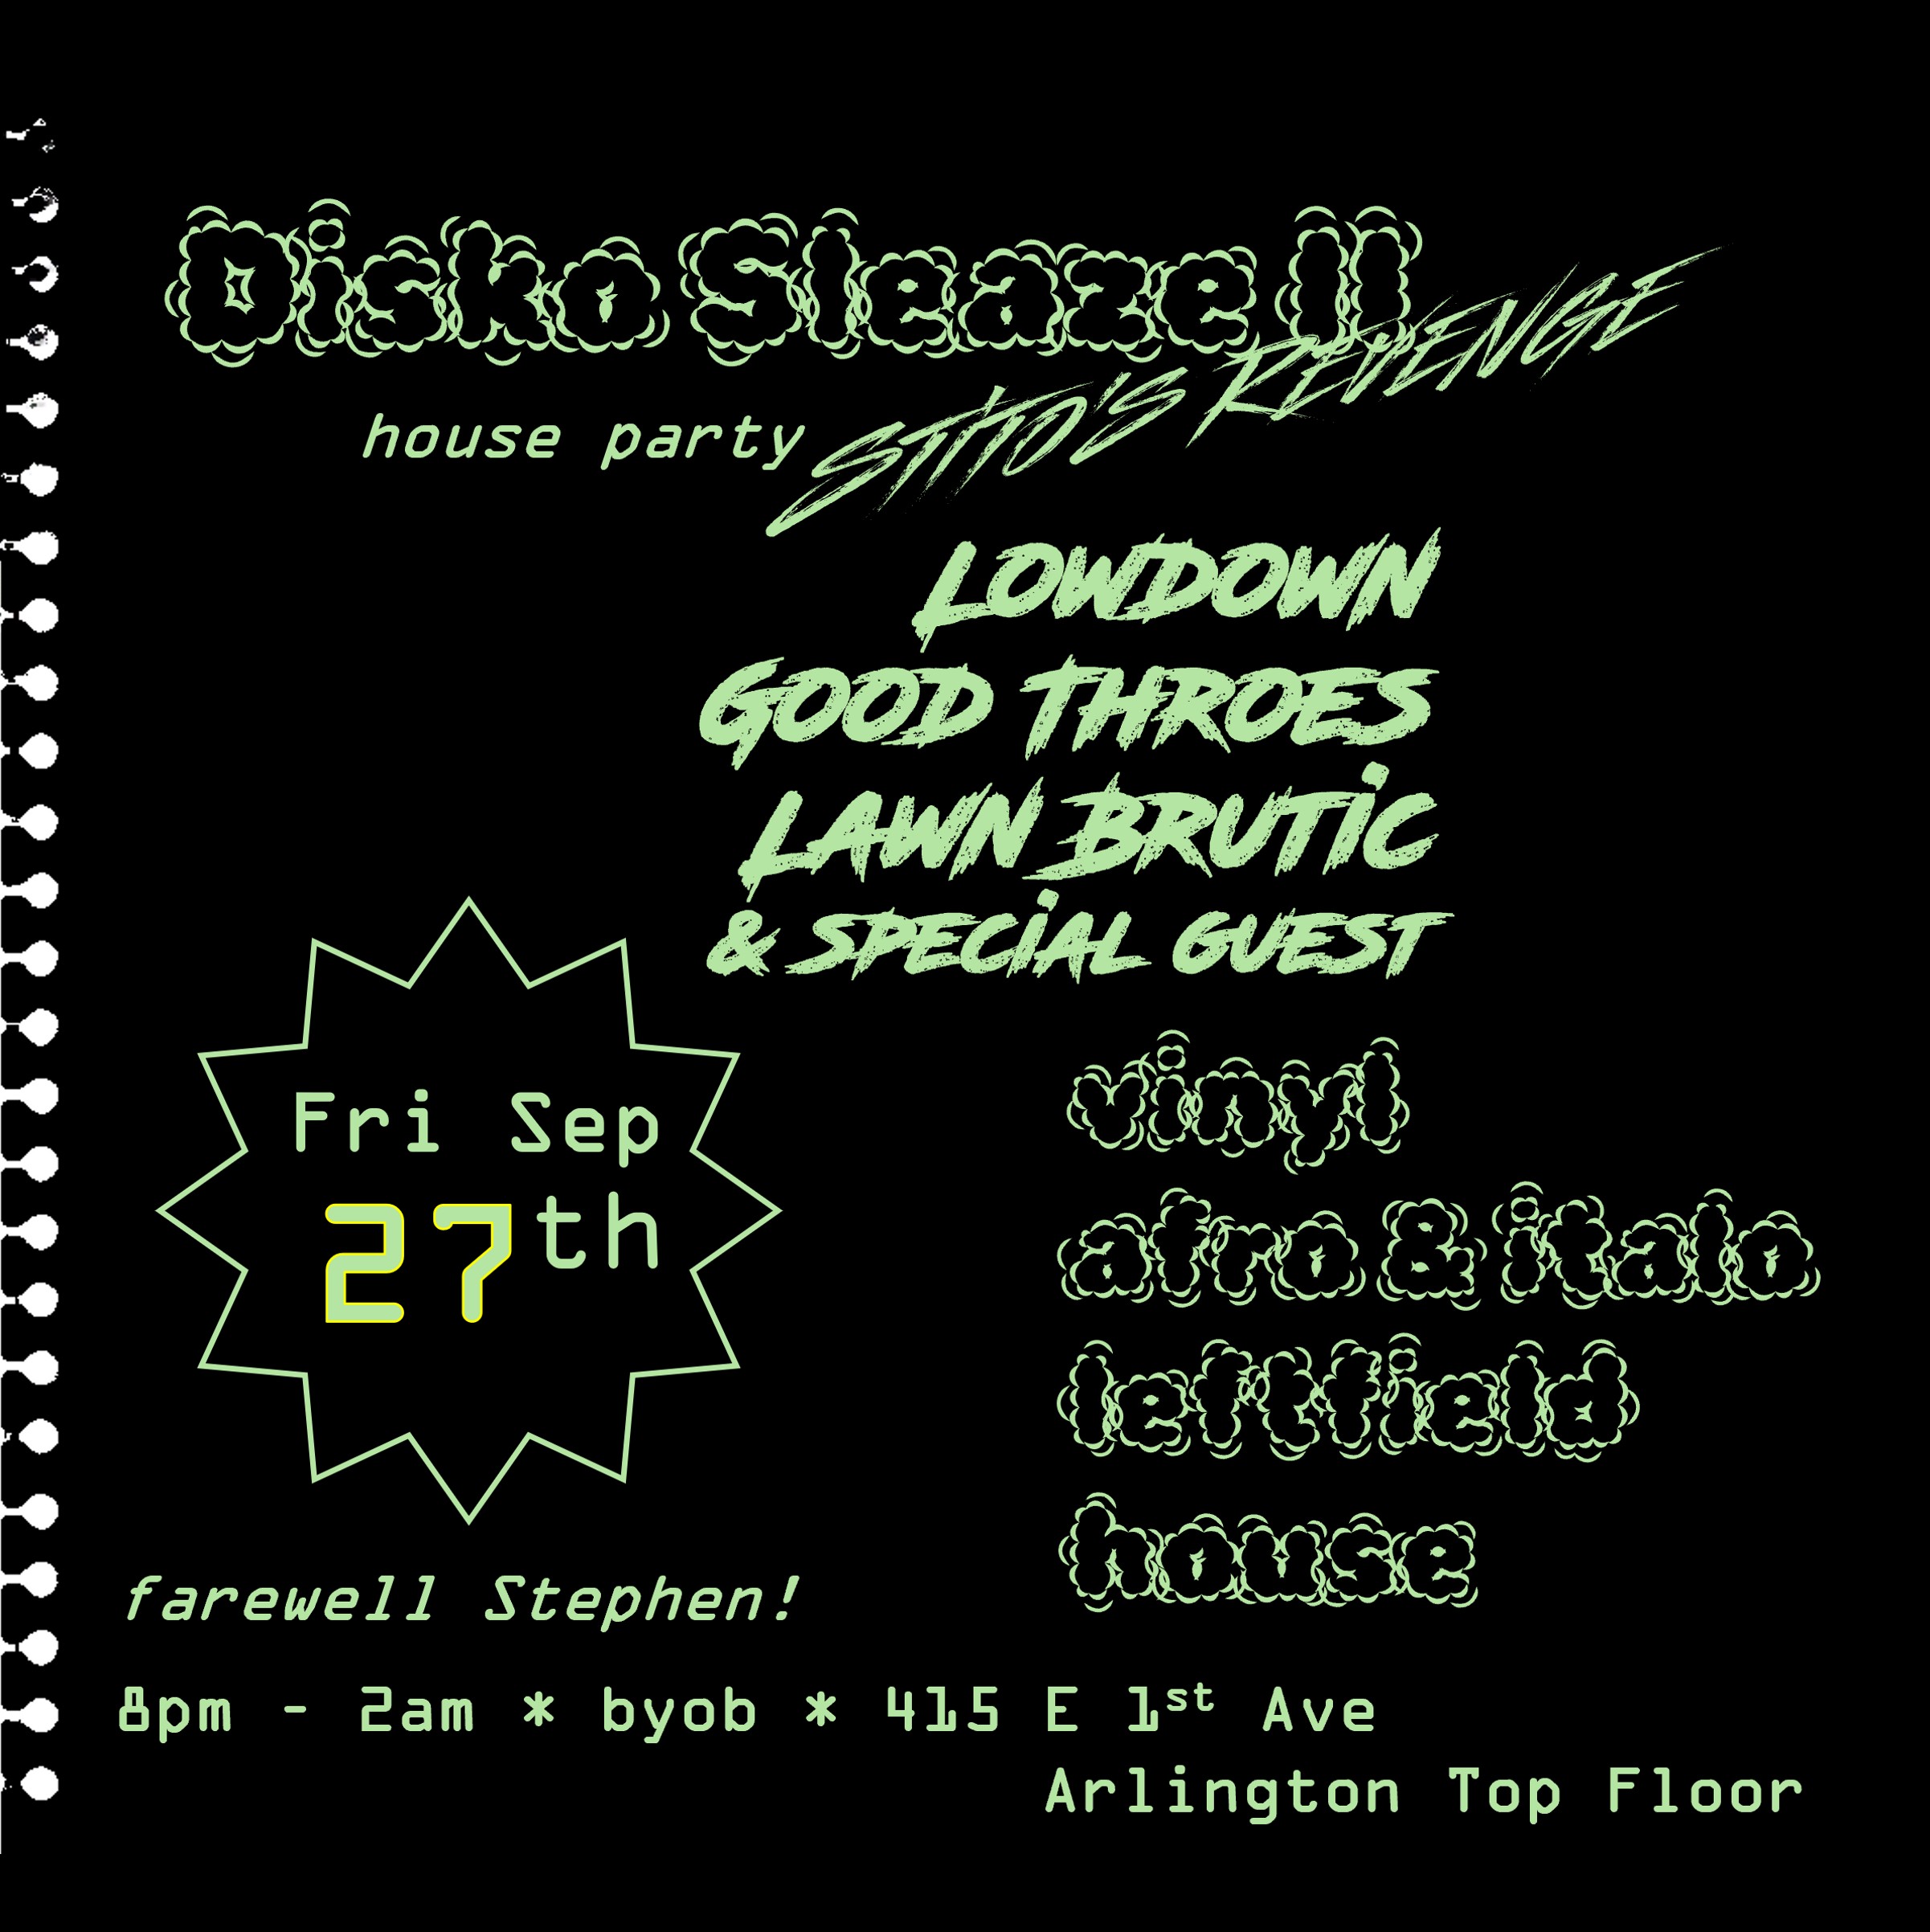 Disko Sleaze II
STITO'S REVENGE
house party
LOWDOWN
GOOD THROES
LAWN BRUTiC
& SPECiAL GUEST
Fri Sep
27th
vinyl
afro & italo
leftfield
house
farewell Stephen!
8pm - 2am * byob * 415 E 1st Ave
Arlington Top Floor